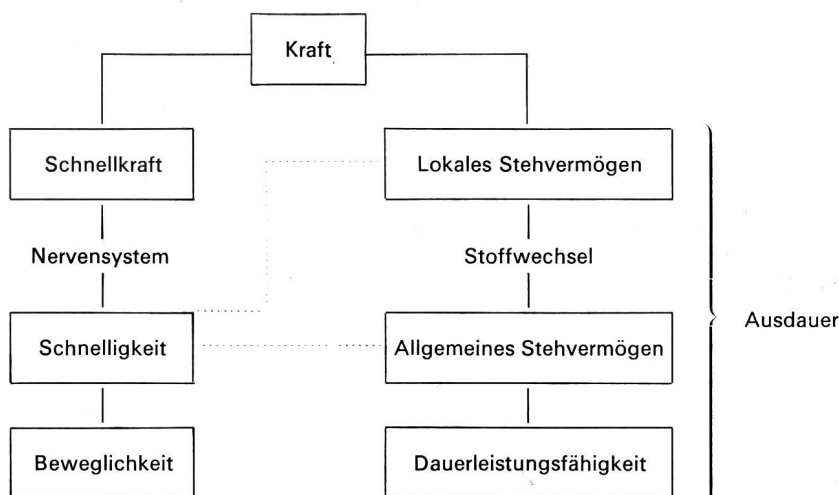 Kraft
Schnellkraft
Lokales Stehvermögen
Nervensystem
Stoffwechsel
Schnelligkeit
Allgemeines Stehvermögen
Ausdauer
Beweglichkeit
Dauerleistungsfähigkeit